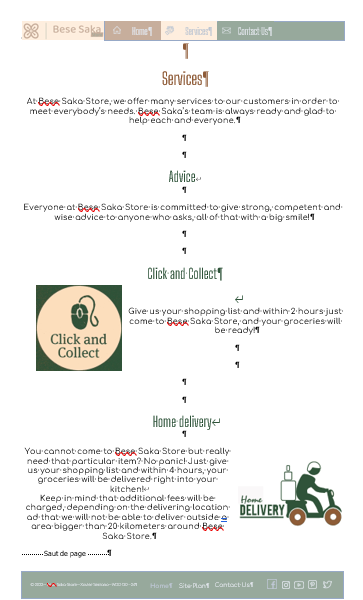 Bese Saka
Home¶
Services¶
Contact·Us¶
¶
Services¶
At·Bese·Saka·Store,·we·offer·many·services·to·our·customers·in·order·to·
meet·everybody's·needs.·Bese·Saka's·team·is·always·ready·and·glad·to·
help·each·and·everyone.¶
¶
¶
Advice↵
¶
Everyone·at·Bese·Saka·Store·is·committed·to·give·strong,·competent·and·
wise·advice·to·anyone·who·asks,·all·of·that·with·a·big·smile!¶
¶
¶
Click·and·Collect¶
↵
Click and
Collect
Give·us·your·shopping·list·and·within·2·hours·just·
come·to·Bese·Saka·Store,·and·your·groceries·will·
be·ready!¶
¶
¶
¶
¶
Home·delivery↵
¶
You·cannot·come·to·Bese·Saka·Store·but·really·
need·that·particular·item?·No·panic!·Just·give·
us·your·shopping·list·and·within·4·hours,·your·
groceries·will·be·delivered·right·into·your·
kitchen!↵
Keep·in·mind·that·additional·fees·will·be·
charged,·depending·on·the·delivering·location·
ad·that·we·will·not·be·able·to·deliver·outside·a·
area·bigger·than·20·kilometers·around·Bese·
Saka·Store.¶
Home
DELIVERY
Saut de page¶
Home¶
Site·Plan¶
Contact·Us¶